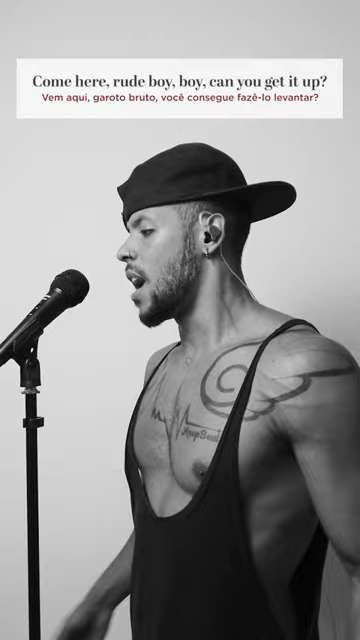 Come here, rude boy, boy, can you get it up?
Vem aqui, garoto bruto, você consegue fazê-lo levantar?